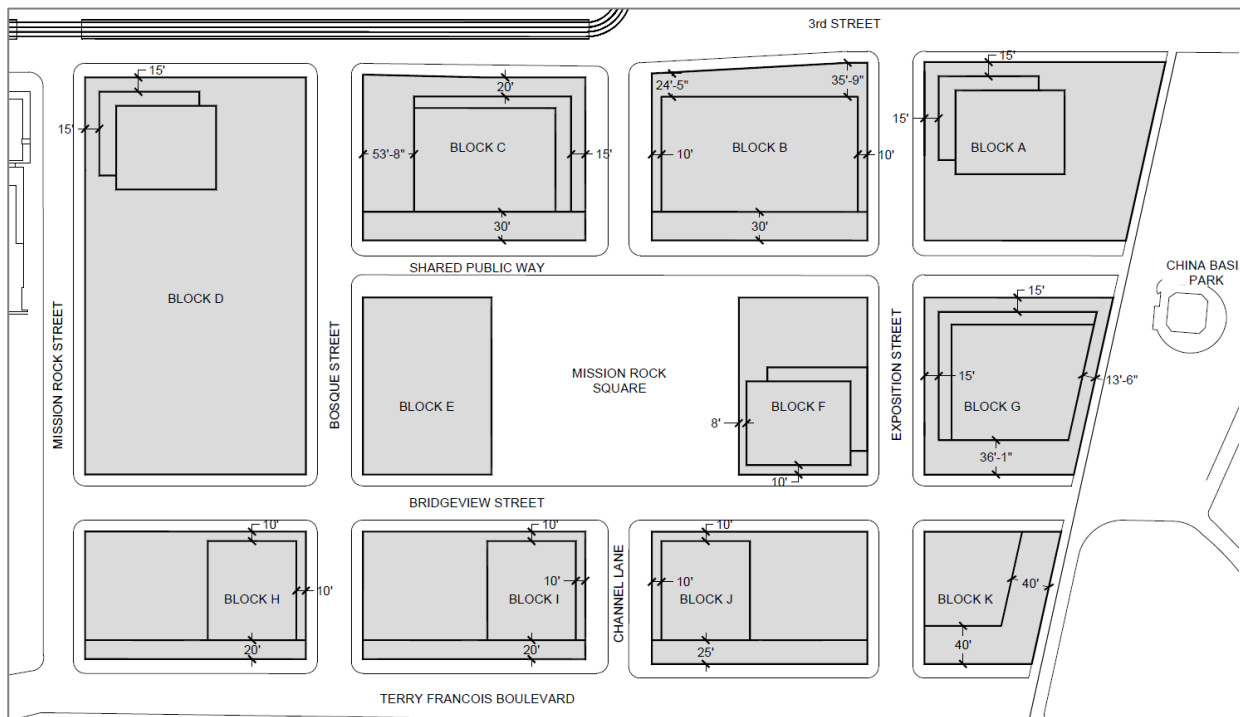 3rd STREET
15'
15'
BLOCK D
20'
53'-8"
15'
BLOCK C
30'
24'-5"
35'-9"
10'
10'
BLOCK B
30'
15'
15'
BLOCK A
SHARED PUBLIC WAY
CHINA BASI
PARK
MISSION ROCK STREET
BOSQUE STREET
BLOCK E
MISSION ROCK
SQUARE
8'
BLOCK F
10'
EXPOSITION STREET
15'
15'
13'-6"
BLOCK G
36'-1"
BRIDGEVIEW STREET
10'
10'
BLOCK H
20'
10'
10'
BLOCK I
20'
CHANNEL LANE
10'
10'
BLOCK J
25'
40'
BLOCK K
40'
TERRY FRANCOIS BOULEVARD